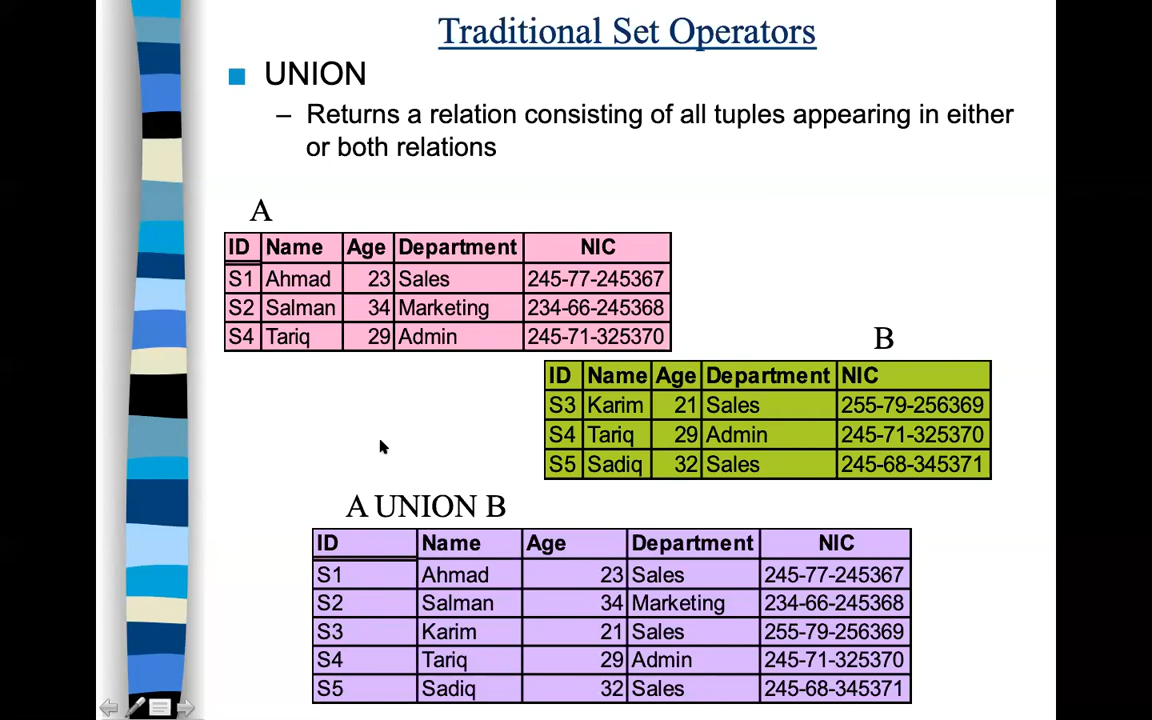 Traditional Set Operators
UNION
– Returns a relation consisting of all tuples appearing in either
or both relations
A
ID Name Age Department NIC
S1 Ahmad 23 Sales 245-77-245367
S2 Salman 34 Marketing 234-66-245368
S4 Tariq 29 Admin 245-71-325370
B
ID Name Age Department NIC
S3 Karim 21 Sales 255-79-256369
S4 Tariq 29 Admin 245-71-325370
S5 Sadiq 32 Sales 245-68-345371
A UNION B
ID Name Age Department NIC
S1 Ahmad 23 Sales 245-77-245367
S2 Salman 34 Marketing 234-66-245368
S3 Karim 21 Sales 255-79-256369
S4 Tariq 29 Admin 245-71-325370
S5 Sadiq 32 Sales 245-68-345371